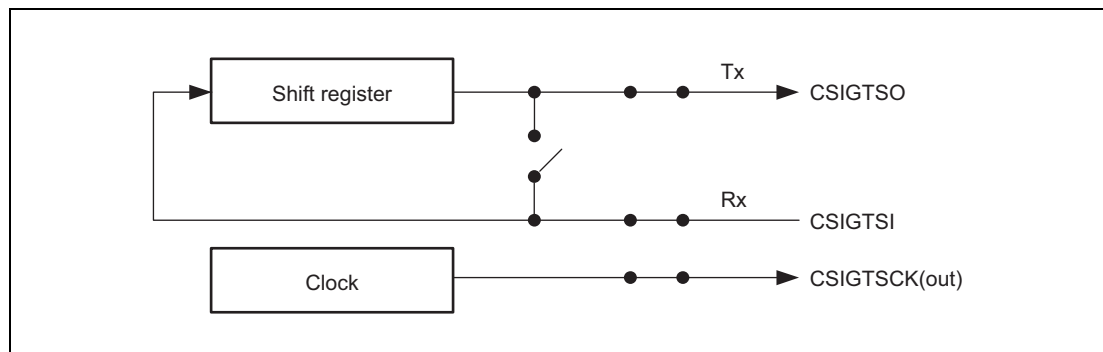 Shift register
Tx
CSIGTSO
Rx
CSIGTSI
Clock
CSIGTSCK(out)